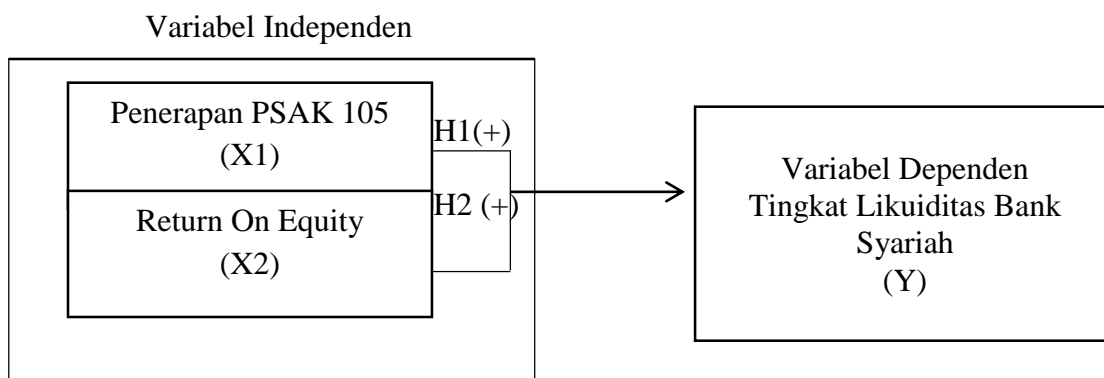 Variabel Independen
Penerapan PSAK 105
(X1)
H1(+)
H2 (+)
Return On Equity
(X2)
Variabel Dependen
Tingkat Likuiditas Bank
Syariah
(Y)